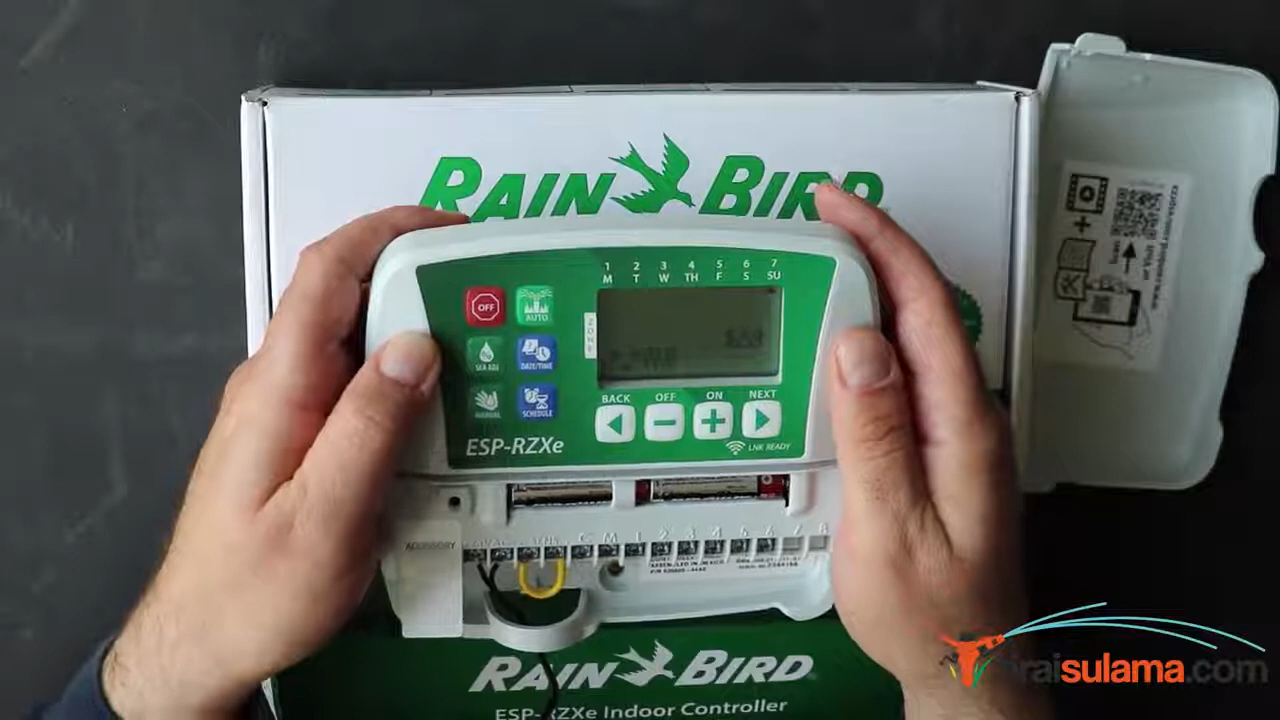 RAIN BIRD
1 2 3 4 5 6 7
M T W TH F S SU
OFF
AUTO
ZONE
SEA ADJ
DATE/TIME
MANUAL
SCHEDULE
BACK OFF ON NEXT
ESP-RZXe
LNK READY
ACCESSORY
C M 1 2 3 4 5 6 7 8
RAIN BIRD
ESP-RZXe Indoor Controller
sulama.com